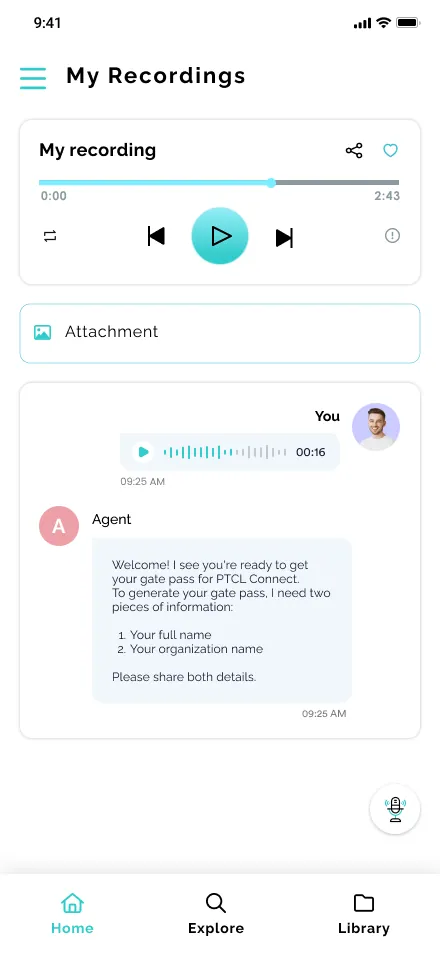 9:41
My Recordings
My recording
0:00
2:43
Attachment
You
00:16
09:25 AM
A
Agent
Welcome! I see you're ready to get
your gate pass for PTCL Connect.
To generate your gate pass, I need two
pieces of information:
1. Your full name
2. Your organization name
Please share both details.
09:25 AM
Home
Explore
Library